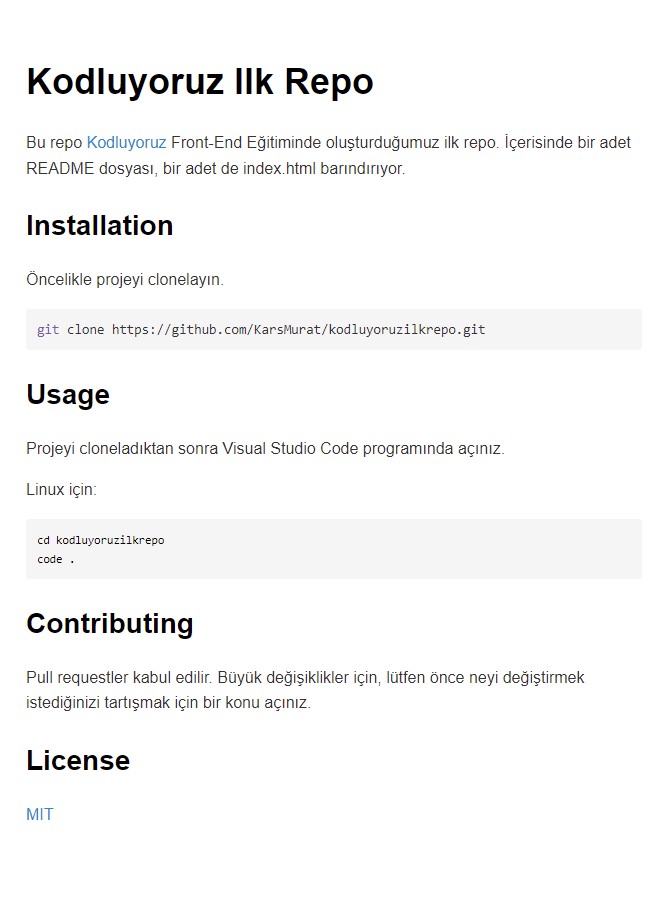 Kodluyoruz Ilk Repo
Bu repo Kodluyoruz Front-End Eğitiminde oluşturduğumuz ilk repo. İçerisinde bir adet
README dosyası, bir adet de index.html barındırıyor.
Installation
Öncelikle projeyi clonelayın.
git clone https://github.com/KarsMurat/kodluyoruzilkrepo.git
Usage
Projeyi cloneladıktan sonra Visual Studio Code programında açınız.
Linux için:
cd kodluyoruzilkrepo
code .
Contributing
Pull requestler kabul edilir. Büyük değişiklikler için, lütfen önce neyi değiştirmek
istediğinizi tartışmak için bir konu açınız.
License
MIT